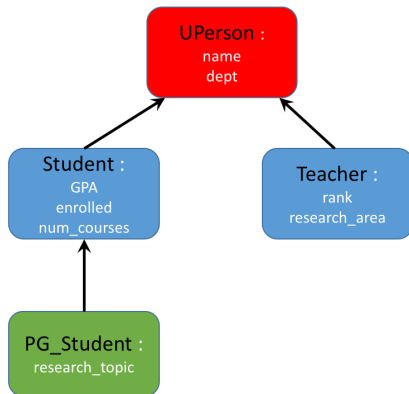 UPerson :
name
dept
Student :
GPA
enrolled
num_courses
Teacher :
rank
research_area
PG_Student :
research_topic